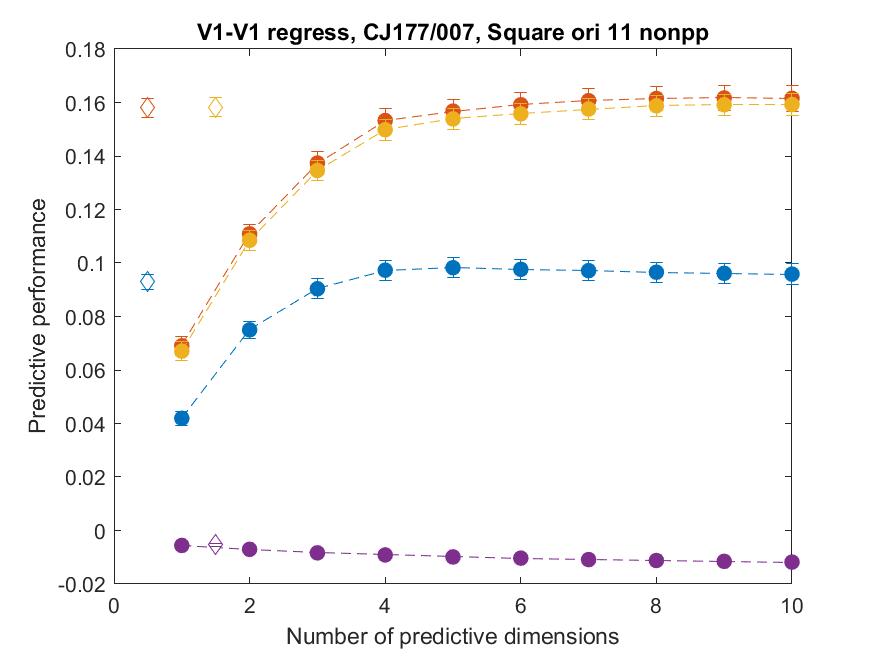 V1-V1 regress, CJ177/007, Square ori 11 nonpp
0.18
0.16
0.14
0.12
0.1
0.08
0.06
0.04
0.02
0
-0.02
Predictive performance
0 2 4 6 8 10
Number of predictive dimensions